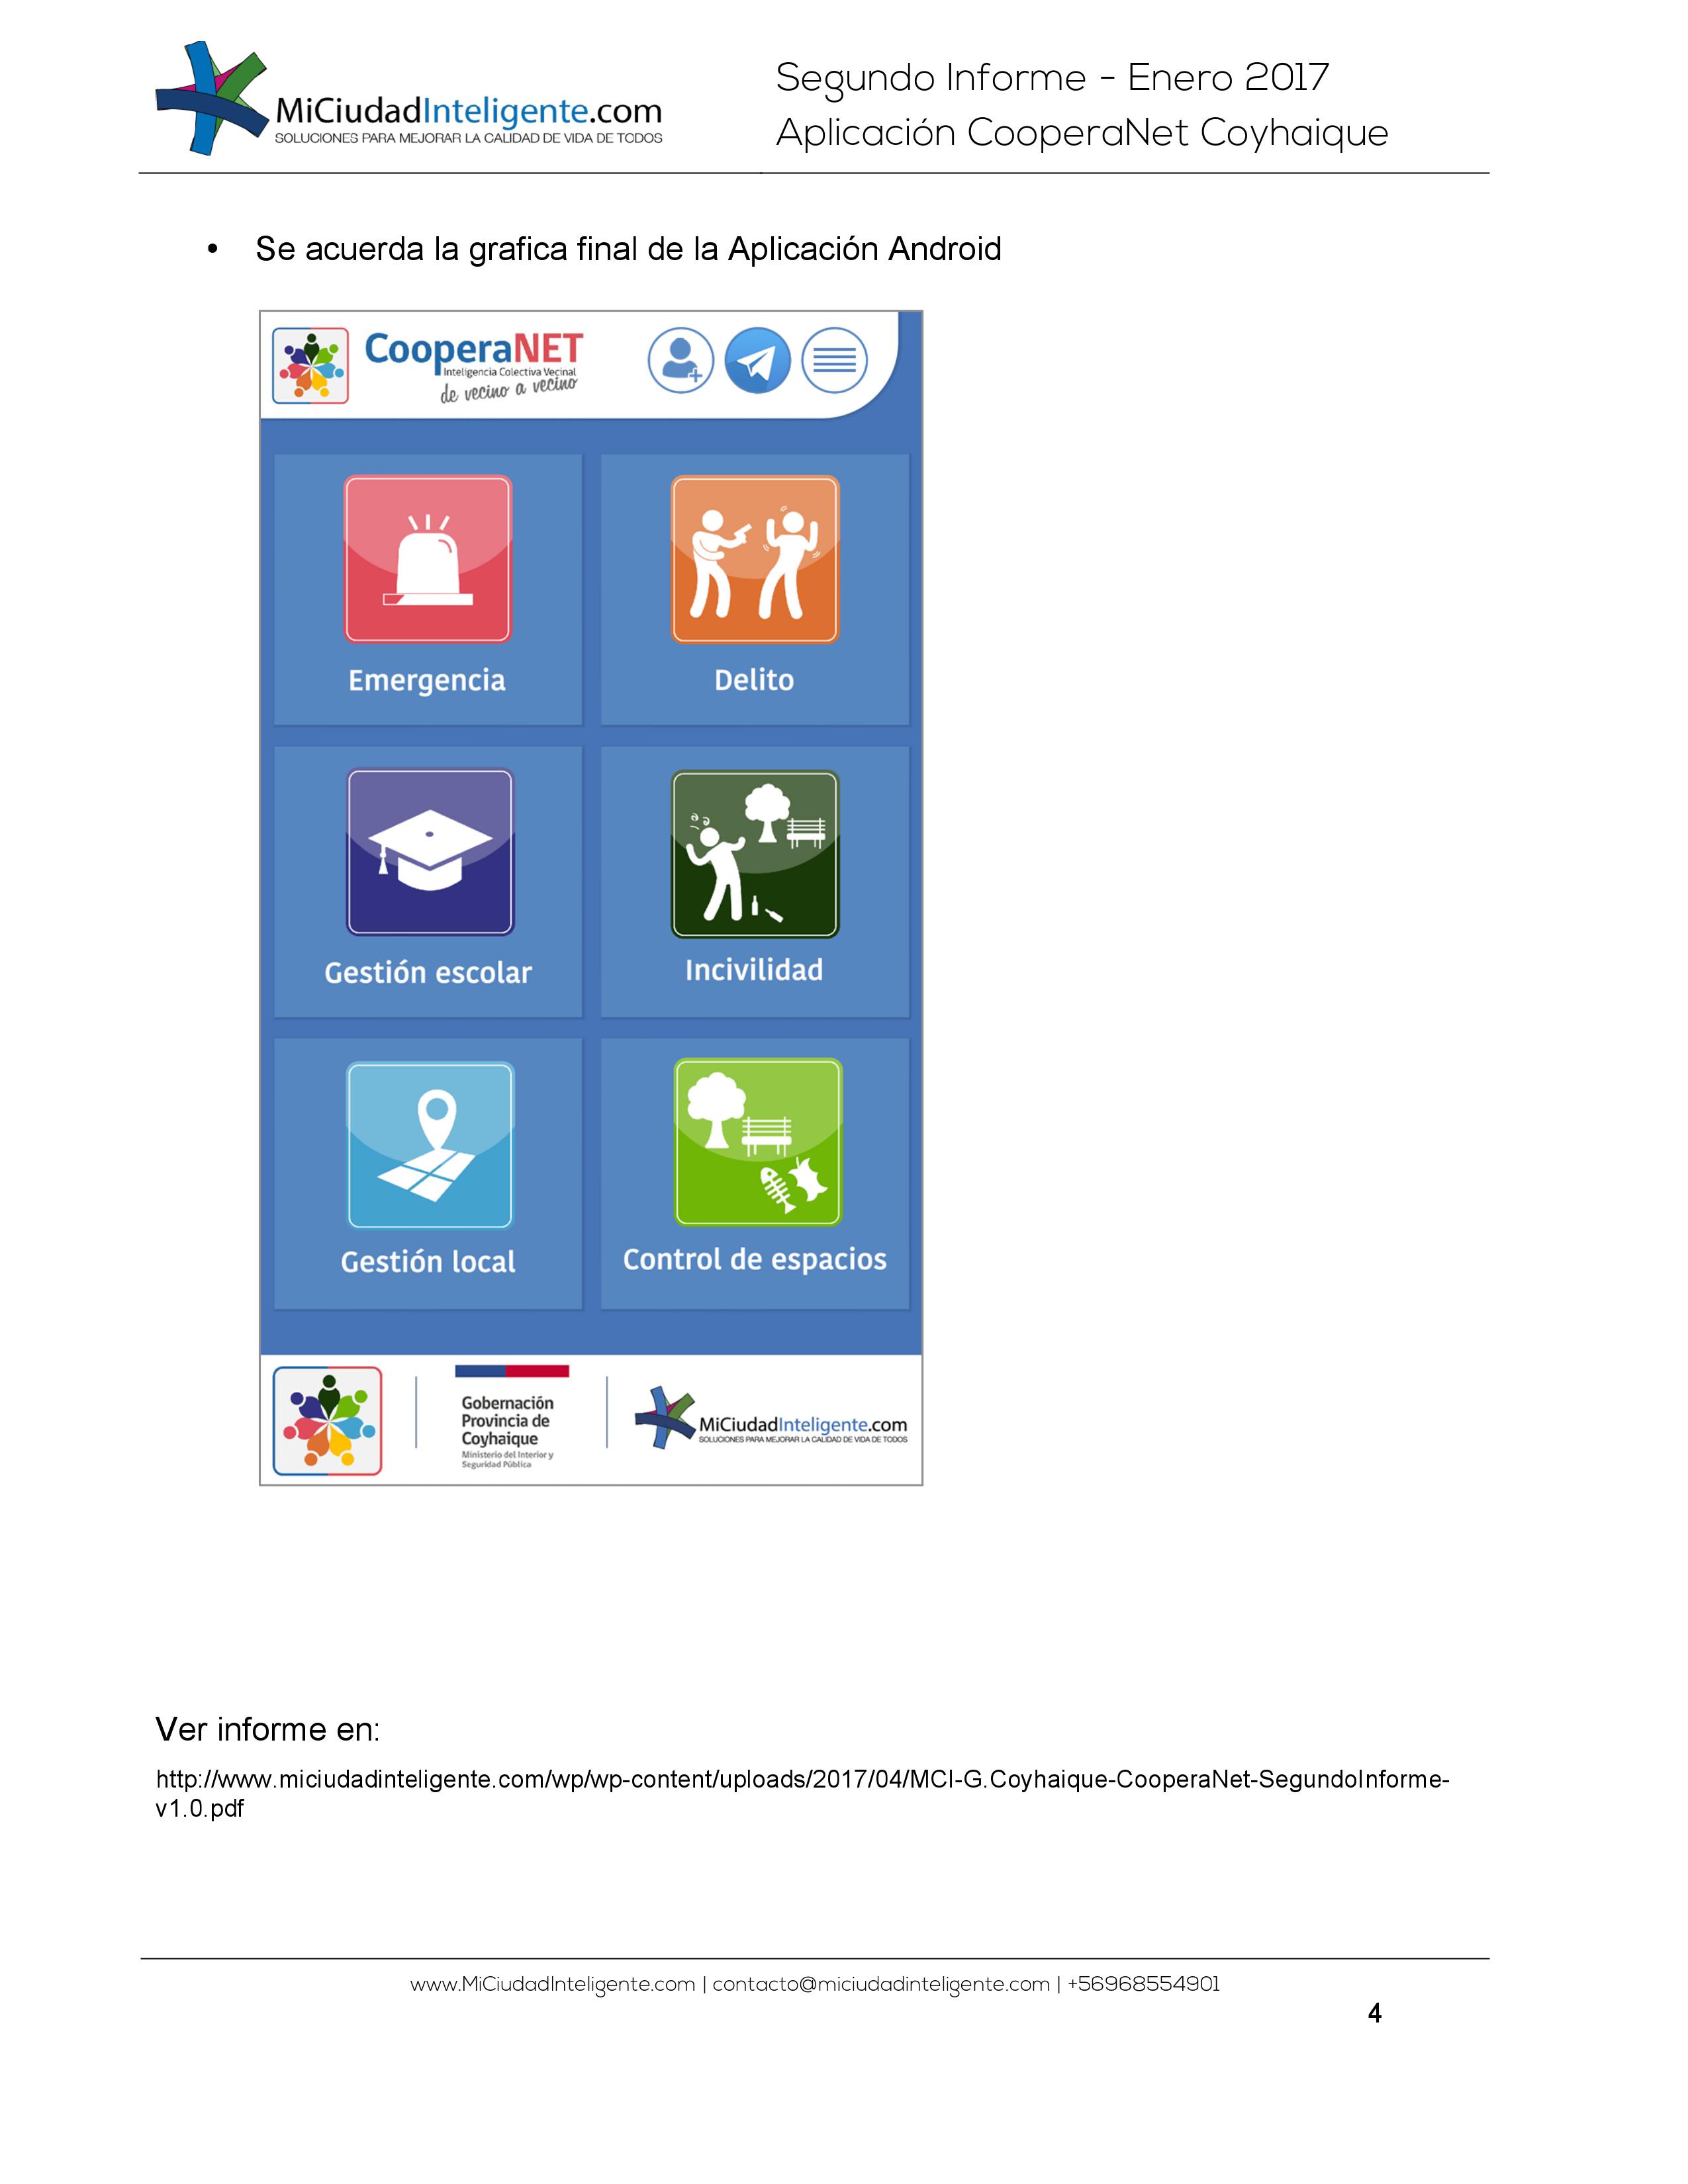 MiCiudadInteligente.com
SOLUCIONES PARA MEJORAR LA CALIDAD DE VIDA DE TODOS
Segundo Informe - Enero 2017
Aplicación CooperaNet Coyhaique
• Se acuerda la grafica final de la Aplicación Android
CooperaNET
Inteligencia Colectiva Vecinal
de vecino a vecino
Emergencia
Delito
Gestión escolar
Incivilidad
Gestión local
Control de espacios
Gobernación
Provincia de
Coyhaique
Ministerio del Interior y
Seguridad Pública
MiCiudadInteligente.com
SOLUCIONES PARA MEJORAR LA CALIDAD DE VIDA DE TODOS
Ver informe en:
http://www.miciudadinteligente.com/wp/wp-content/uploads/2017/04/MCI-G.Coyhaique-CooperaNet-SegundoInforme-
v1.0.pdf
www.MiCiudadInteligente.com | contacto@miciudadinteligente.com | +56968554901
4